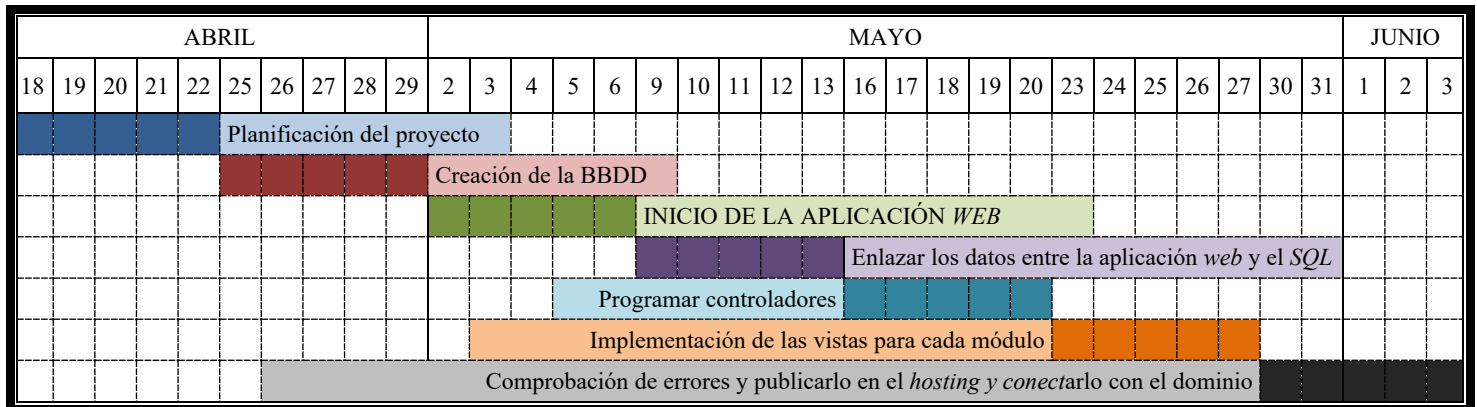 ABRIL MAYO JUNIO
18 19 20 21 22 25 26 27 28 29 2 3 4 5 6 9 10 11 12 13 16 17 18 19 20 23 24 25 26 27 30 31 1 2 3
Planificación del proyecto
Creación de la BBDD
INICIO DE LA APLICACIÓN WEB
Enlazar los datos entre la aplicación web y el SQL
Programar controladores
Implementación de las vistas para cada módulo
Comprobación de errores y publicarlo en el hosting y conectarlo con el dominio